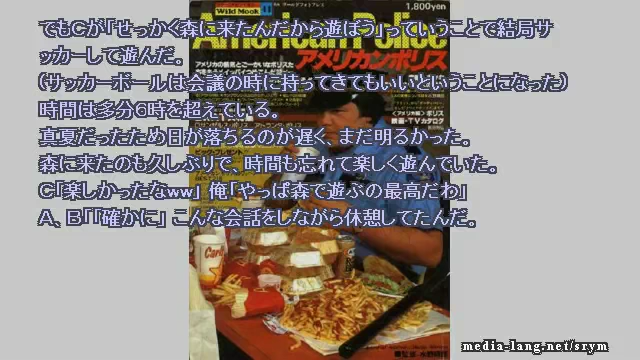 でもCが「せっかく森に来たんだから遊ぼう」っていうことで結局サ
ッカーして遊んだ。
(サッカーボールは会議の時に持ってきてもいいということになった)
時間は多分6時を超えている。
真夏だったため日が落ちるのが遅く、まだ明るかった。
森に来たのも久しぶりで、時間も忘れて楽しく遊んでいた。
C「楽しかったなww」 俺「やっぱ森で遊ぶの最高だわ」
A、B「「確かに」 こんな会話をしながら休憩してたんだ。
Wild Mook
1,800yen
American Police
アメリカンポリス
映画・TVカタログ
media-lang.net/srym